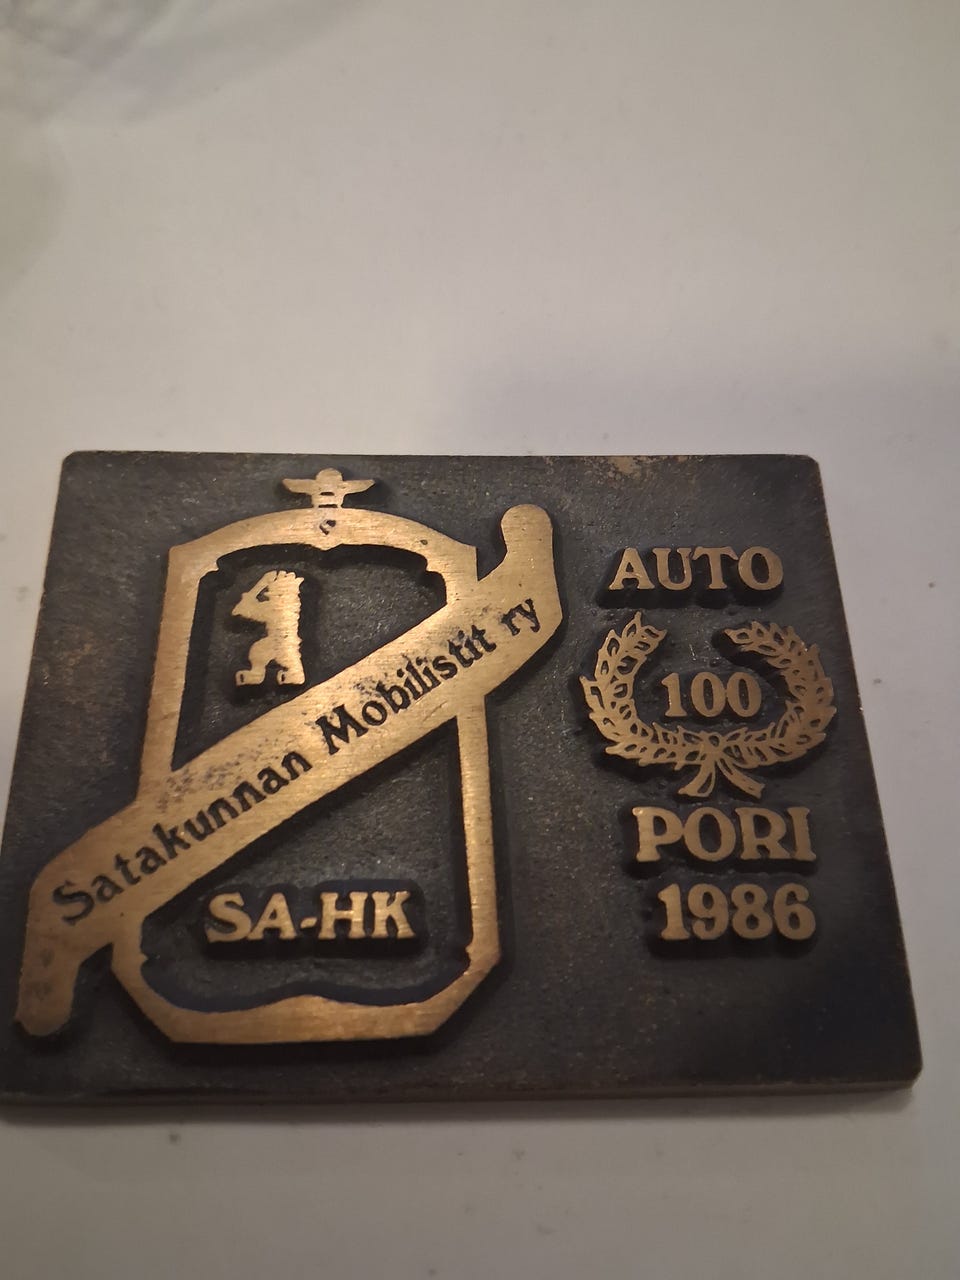 Satakunnan Mobilistit ry
SA-HK
AUTO
100
PORI
1986